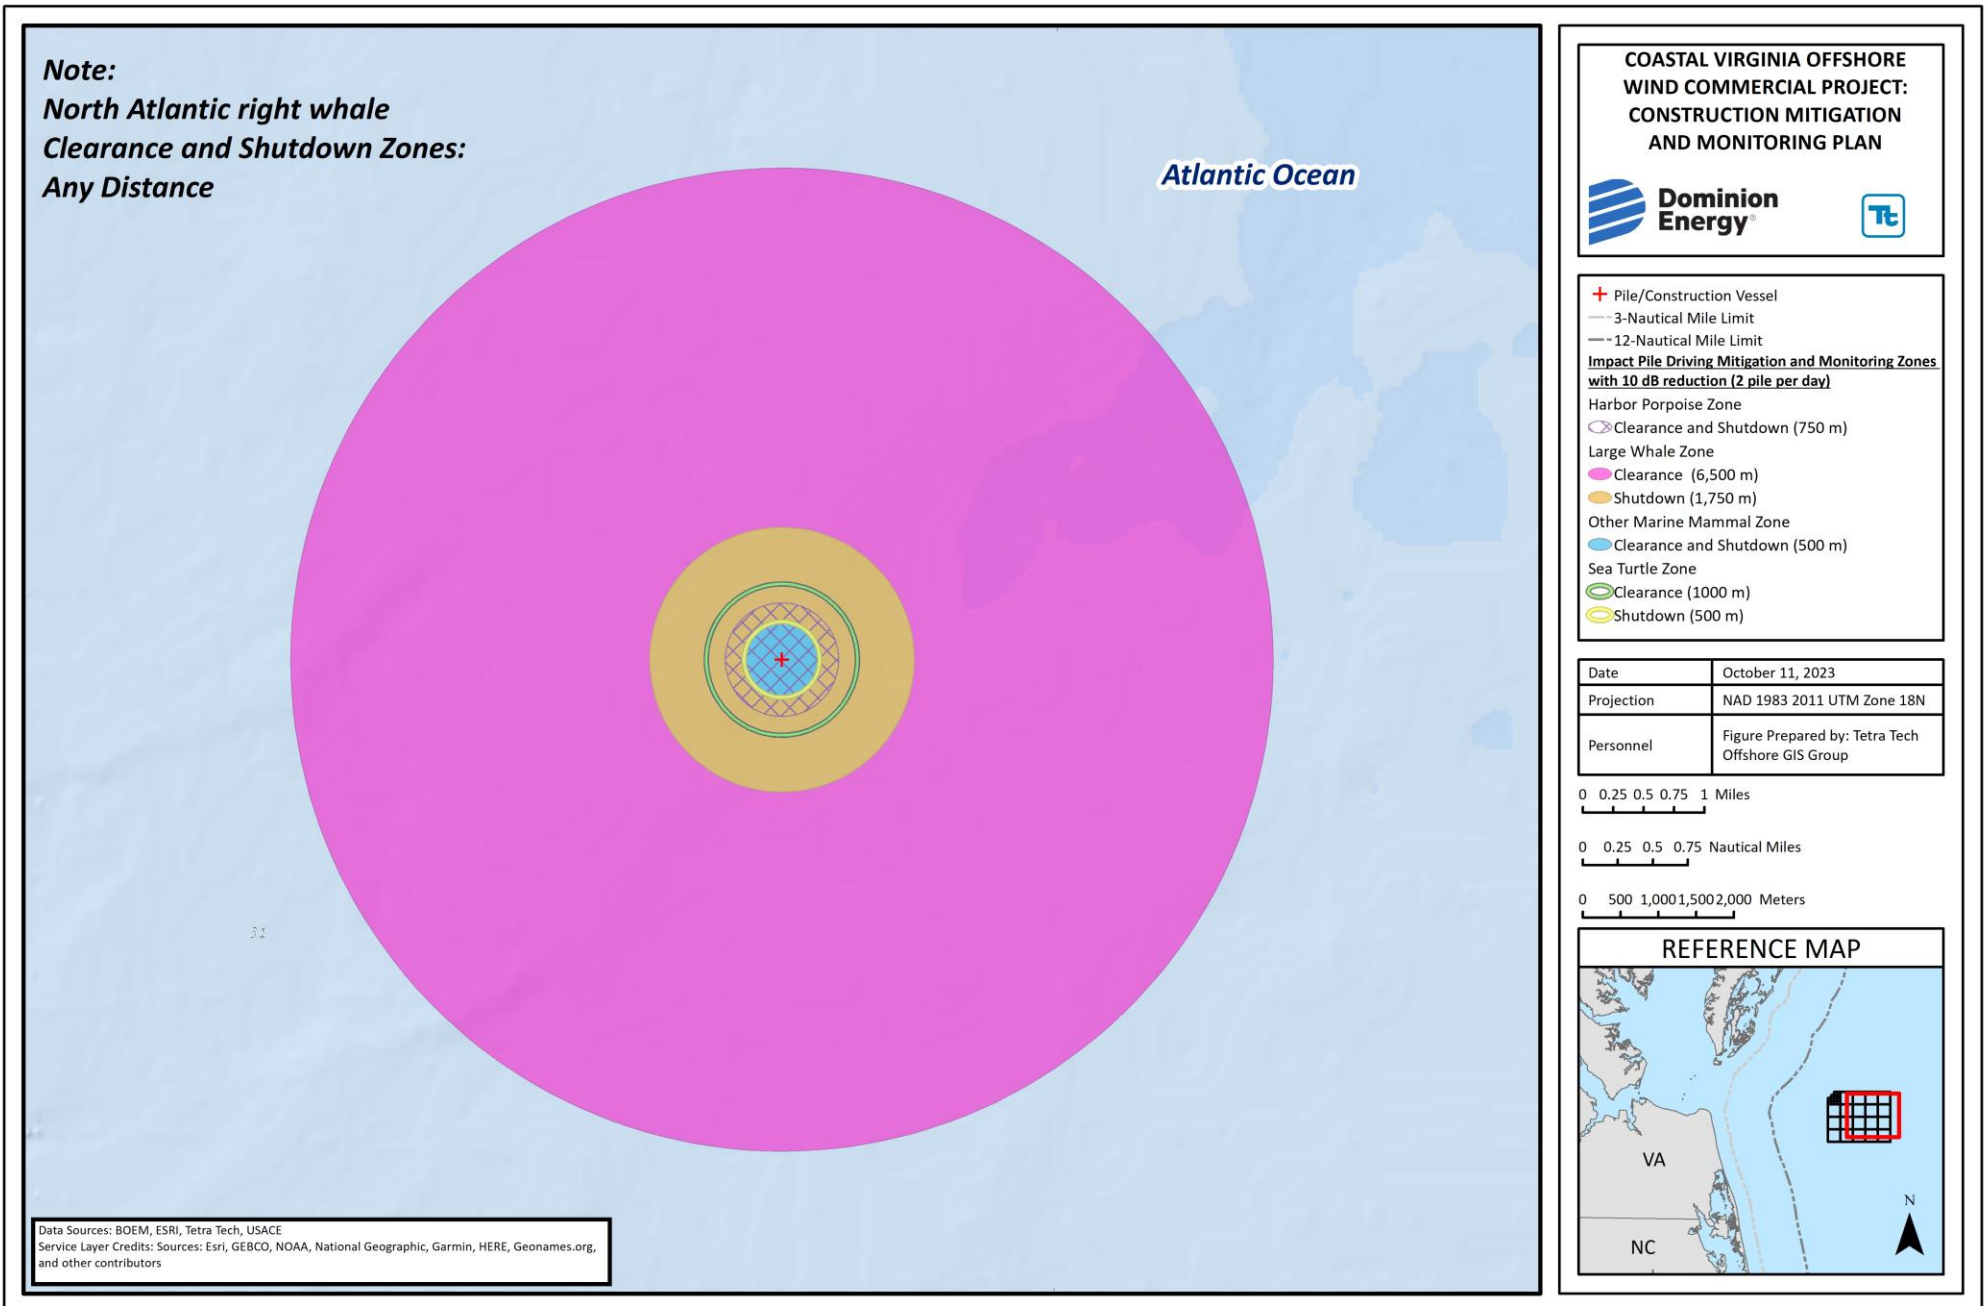 Note:
North Atlantic right whale
Clearance and Shutdown Zones:
Any Distance
Atlantic Ocean
31
Data Sources: BOEM, ESRI, Tetra Tech, USACE
Service Layer Credits: Sources: Esri, GEBCO, NOAA, National Geographic, Garmin, HERE, Geonames.org,
and other contributors
COASTAL VIRGINIA OFFSHORE
WIND COMMERCIAL PROJECT:
CONSTRUCTION MITIGATION
AND MONITORING PLAN
Dominion
Energy®
Tt
Pile/Construction Vessel
3-Nautical Mile Limit
12-Nautical Mile Limit
Impact Pile Driving Mitigation and Monitoring Zones
with 10 dB reduction (2 pile per day)
Harbor Porpoise Zone
Clearance and Shutdown (750 m)
Large Whale Zone
Clearance (6,500 m)
Shutdown (1,750 m)
Other Marine Mammal Zone
Clearance and Shutdown (500 m)
Sea Turtle Zone
Clearance (1000 m)
Shutdown (500 m)
Date October 11, 2023
Projection NAD 1983 2011 UTM Zone 18N
Personnel Figure Prepared by: Tetra Tech
Offshore GIS Group
0 0.25 0.5 0.75 1 Miles
0 0.25 0.5 0.75 Nautical Miles
0 500 1,000 1,500 2,000 Meters
REFERENCE MAP
VA
N
NC